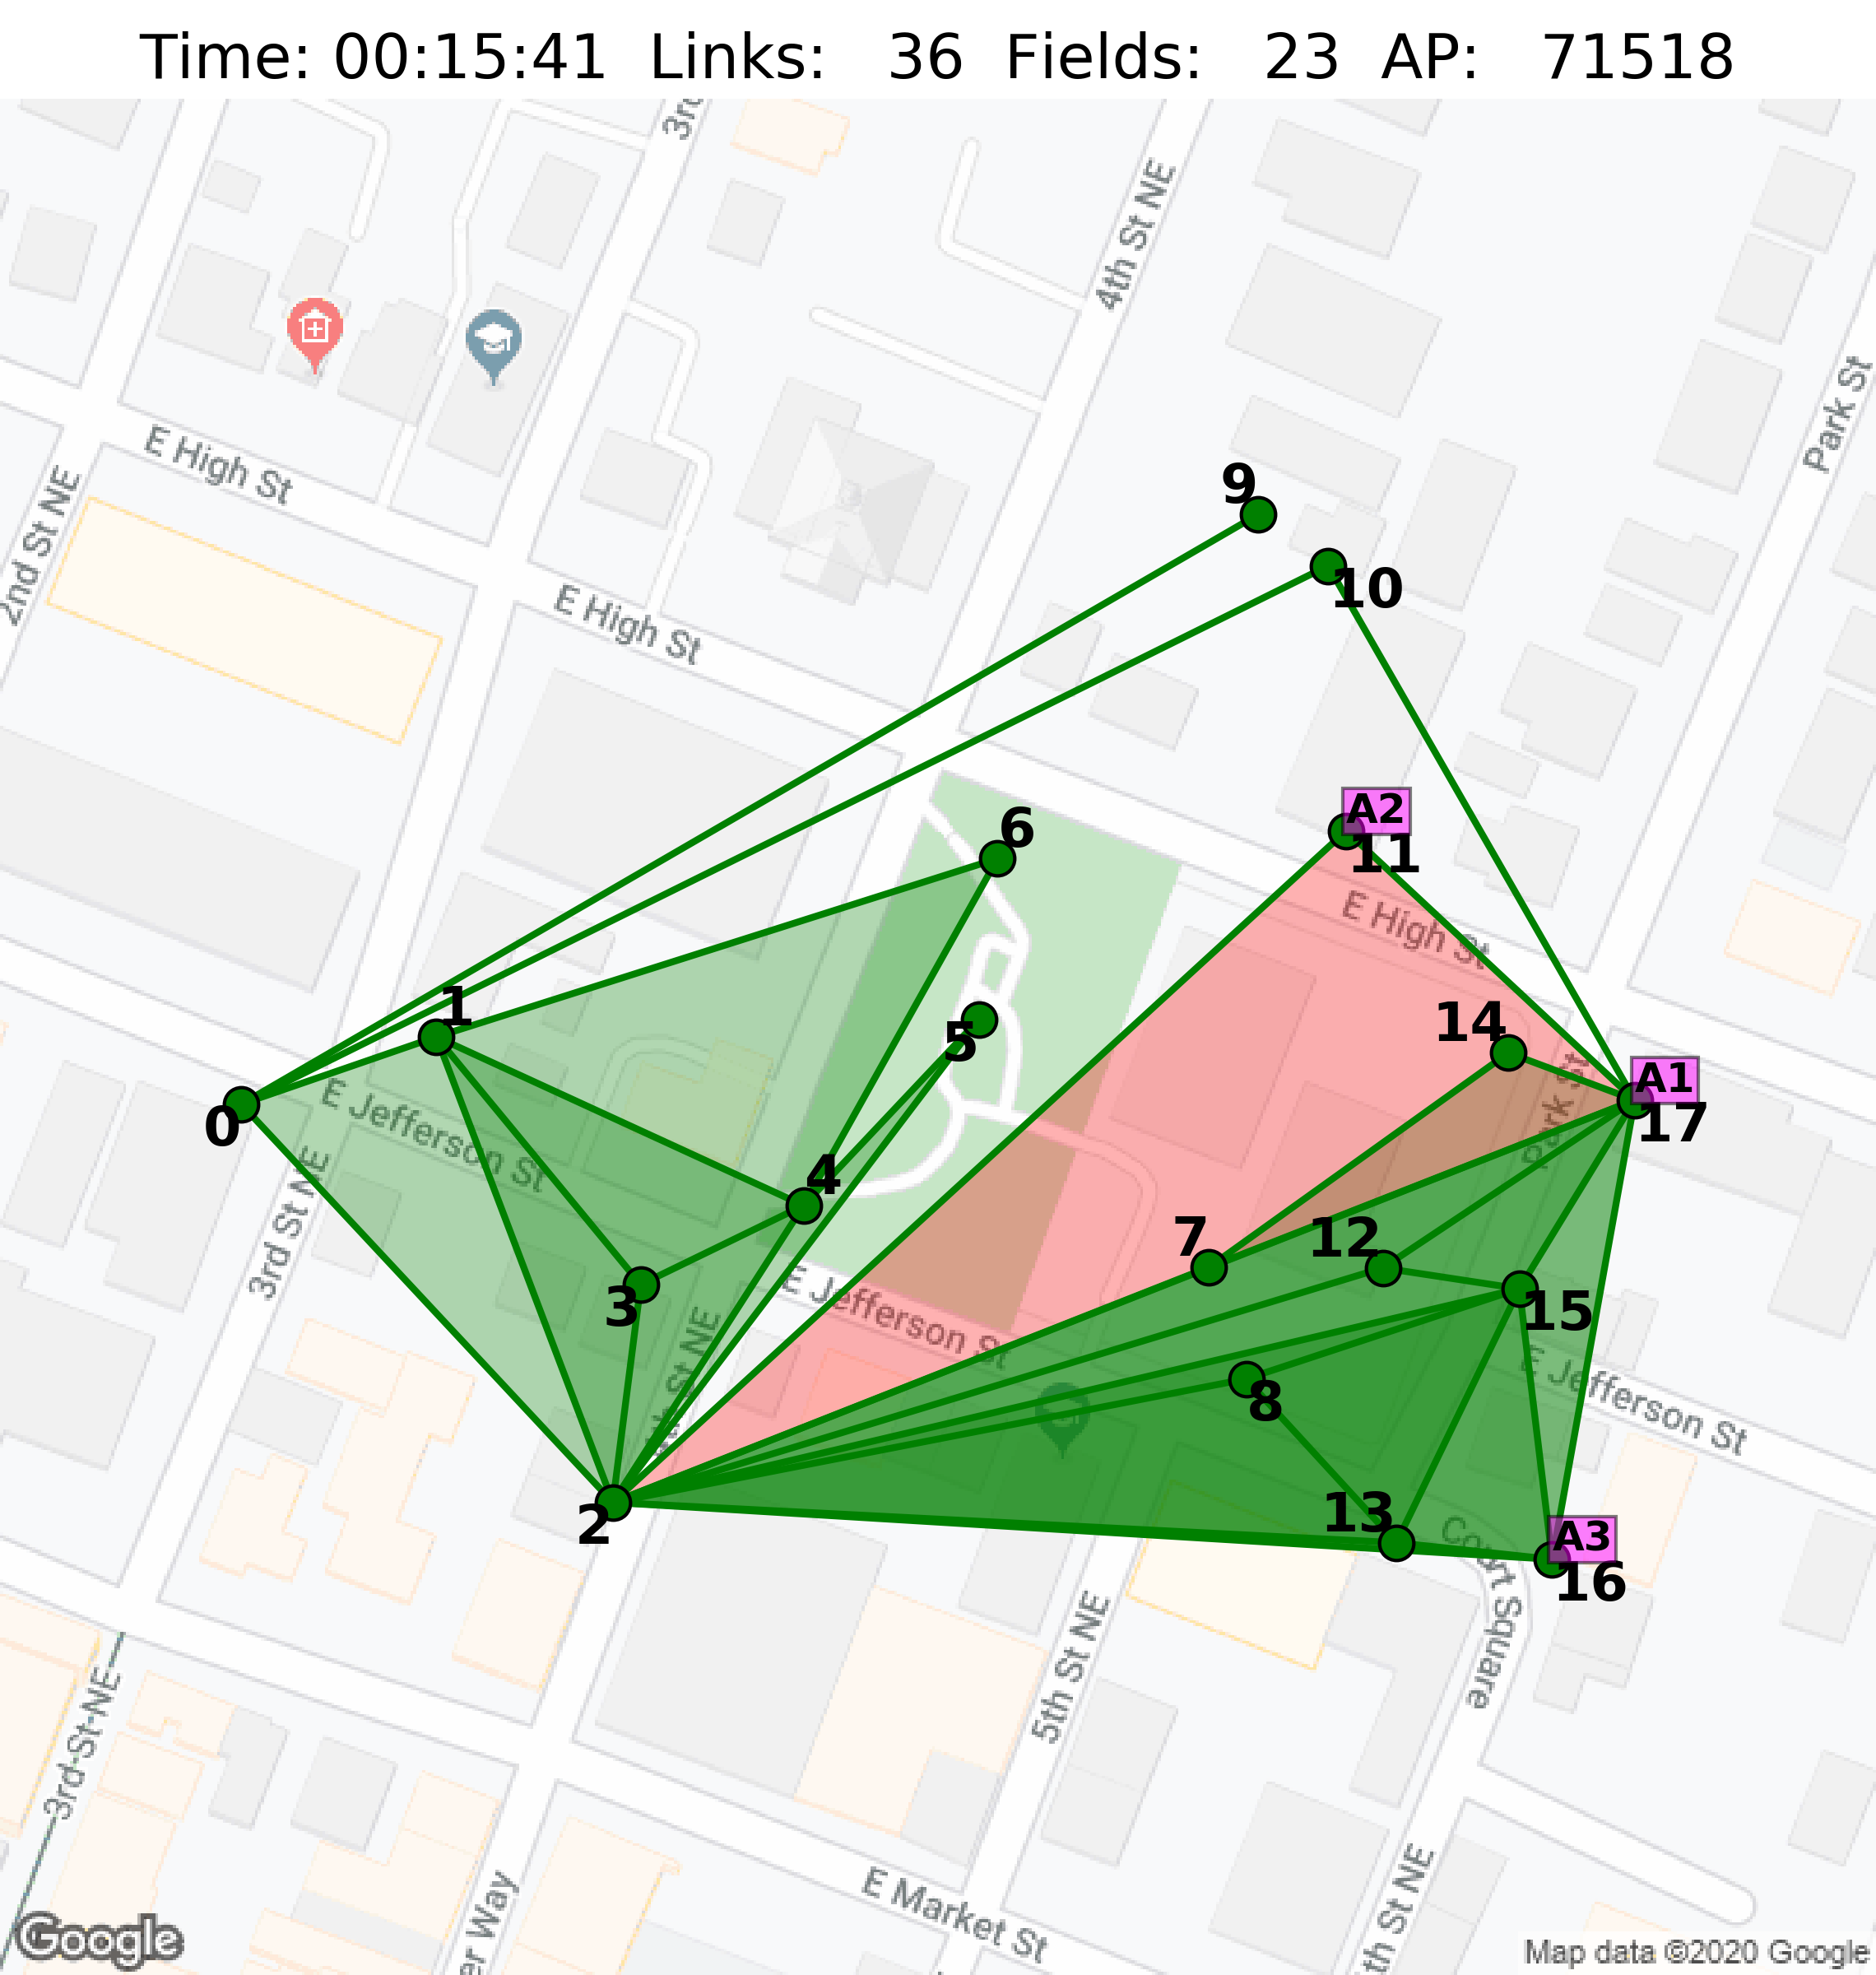 Time: 00:15:41 Links: 36 Fields: 23 AP: 71518
3rd
4th St NE
Park St
E High St
9
2nd St NE
10
E High St
6
A2
11
E High St
1
14
5
Park St
A1
17
0
E Jefferson St
3rd St NE
4
7
12
3
15
E Jefferson St
4th St NE
8
E Jefferson St
2
13
Court Square
A3
16
5th St NE
3rd St NE
E Market St
er Way
th St NE
Google
Map data ©2020 Google